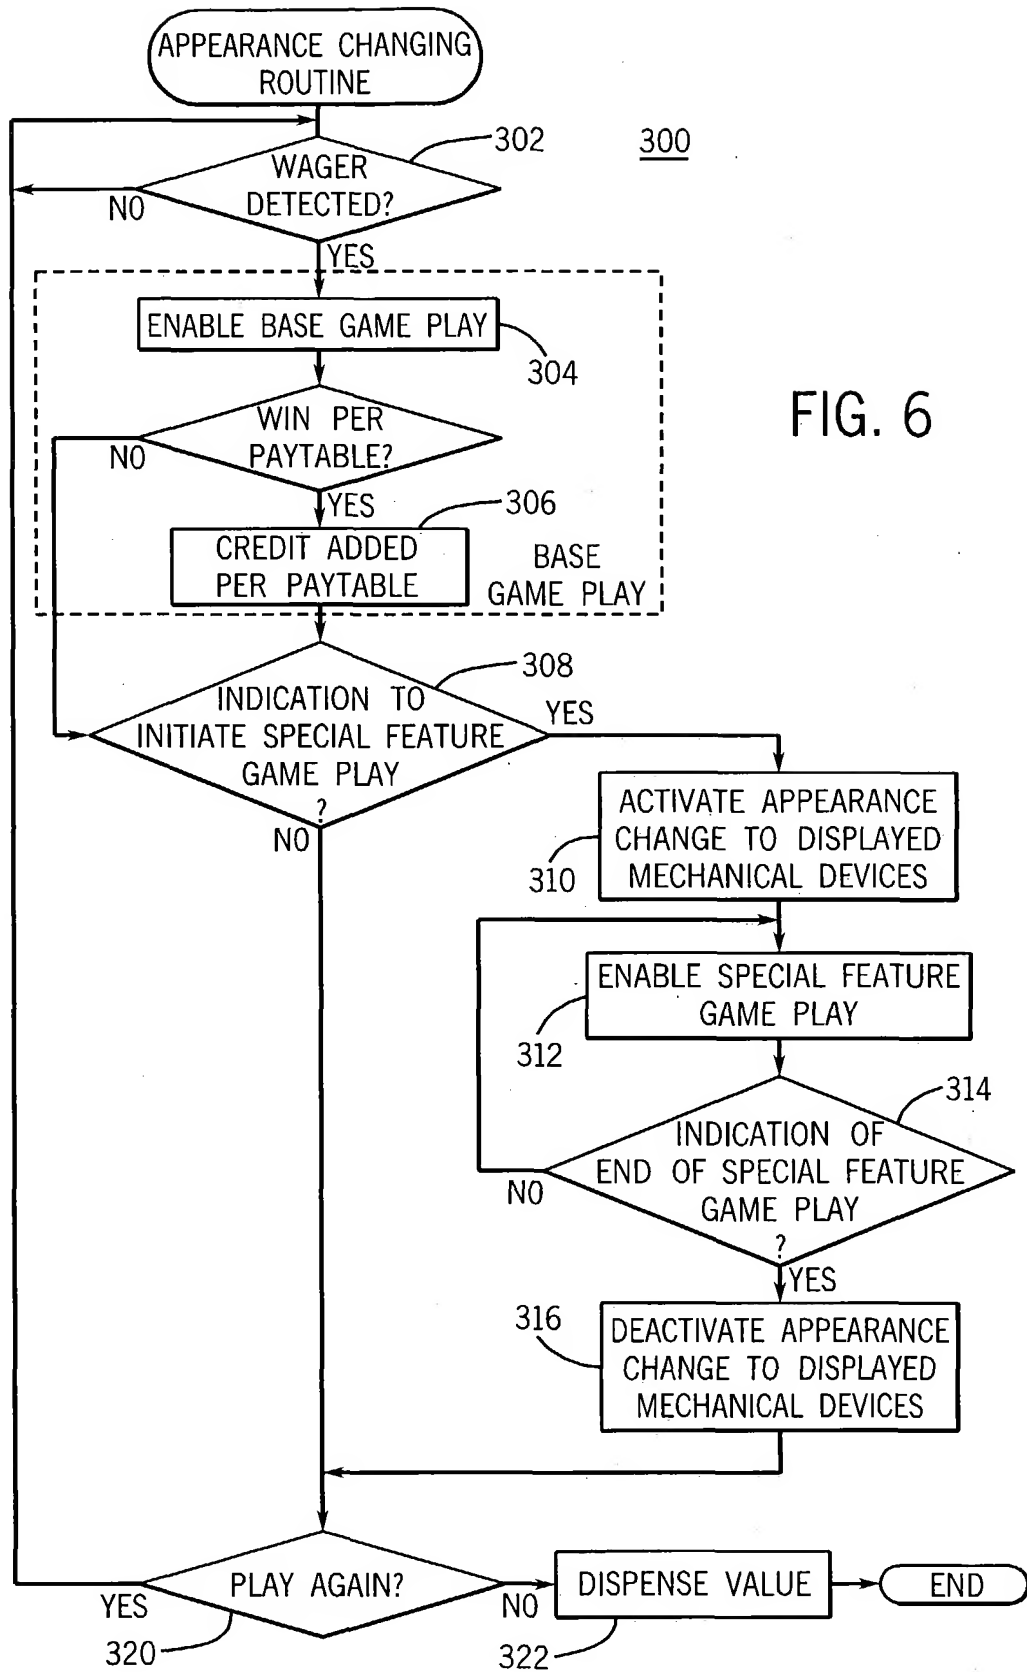 APPEARANCE CHANGING
ROUTINE
302
300
WAGER
DETECTED?
NO
YES
ENABLE BASE GAME PLAY
304
FIG. 6
WIN PER
PAYTABLE?
NO
YES
306
CREDIT ADDED
PER PAYTABLE
BASE
GAME PLAY
308
INDICATION TO
INITIATE SPECIAL FEATURE
GAME PLAY
?
YES
NO
ACTIVATE APPEARANCE
CHANGE TO DISPLAYED
MECHANICAL DEVICES
310
ENABLE SPECIAL FEATURE
GAME PLAY
312
314
INDICATION OF
END OF SPECIAL FEATURE
GAME PLAY
?
NO
YES
316
DEACTIVATE APPEARANCE
CHANGE TO DISPLAYED
MECHANICAL DEVICES
PLAY AGAIN?
YES
NO
320
DISPENSE VALUE
322
END